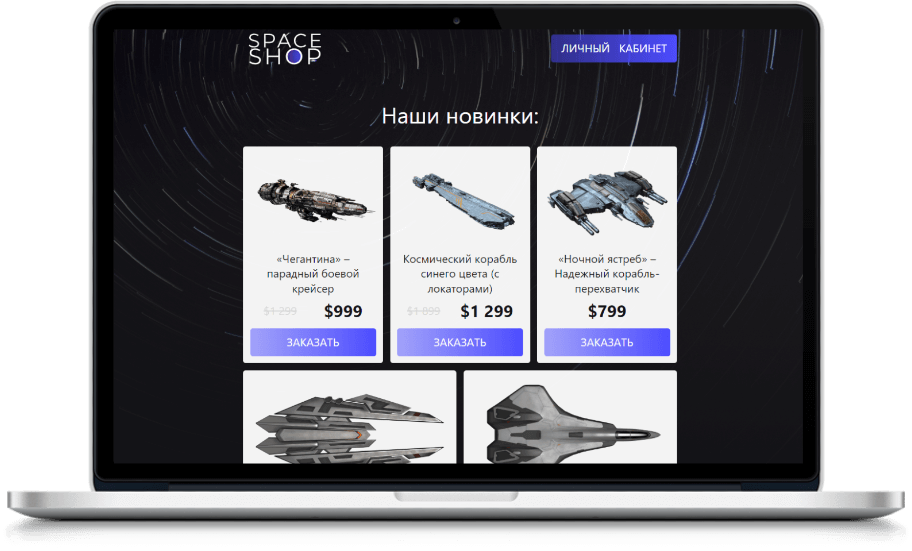 SPACE
SHOP
ЛИЧНЫЙ КАБИНЕТ
Наши новинки:
«Чегантина» –
парадный боевой
крейсер
$1 299 $999
ЗАКАЗАТЬ
Космический корабль
синего цвета (с
локаторами)
$1 899 $1 299
ЗАКАЗАТЬ
«Ночной ястреб» –
Надежный корабль-
перехватчик
$799
ЗАКАЗАТЬ